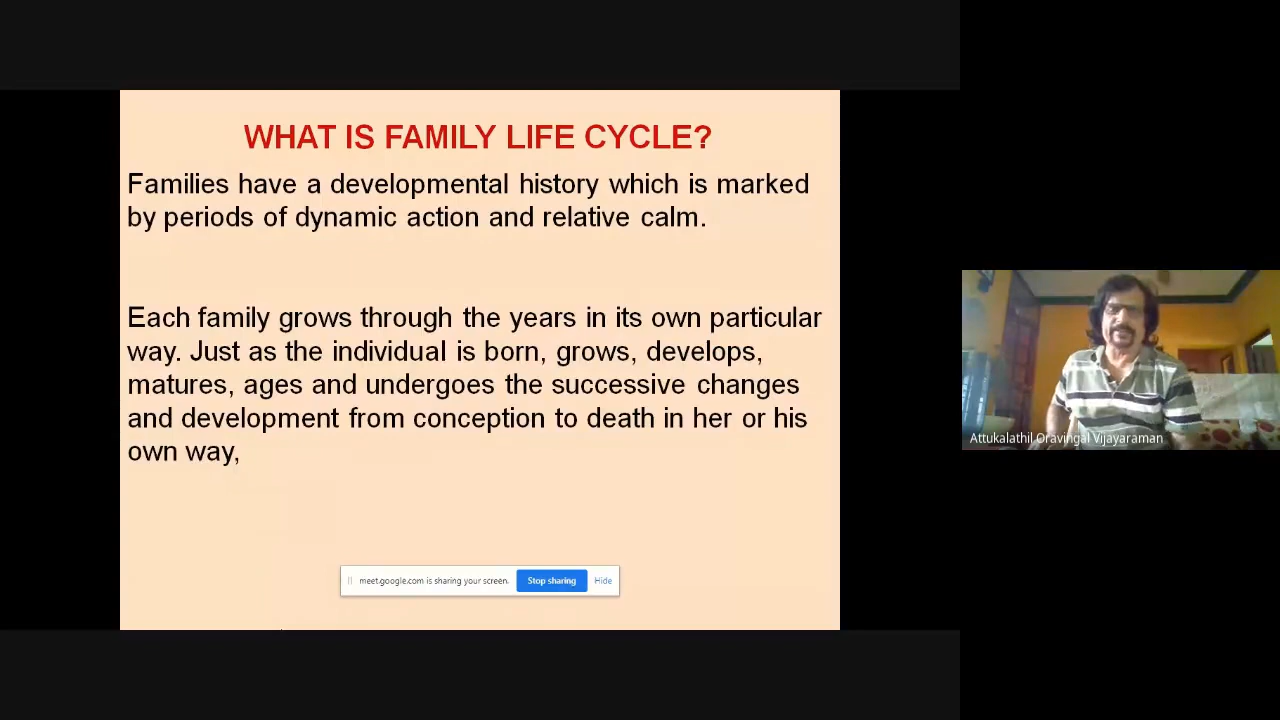 WHAT IS FAMILY LIFE CYCLE?
Families have a developmental history which is marked
by periods of dynamic action and relative calm.
Each family grows through the years in its own particular
way. Just as the individual is born, grows, develops,
matures, ages and undergoes the successive changes
and development from conception to death in her or his
own way,
meet.google.com is sharing your screen. Stop sharing Hide
Attukalathil Oravingal Vijayaraman